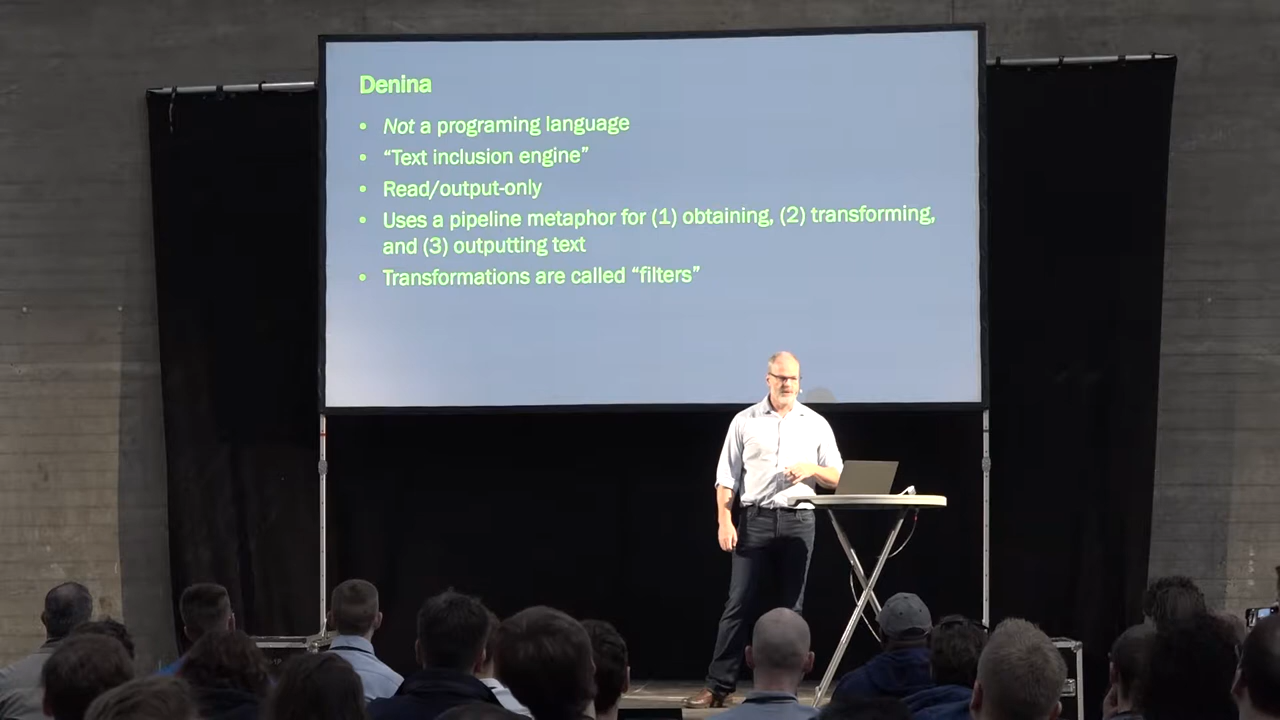 Denina
• Not a programing language
• “Text inclusion engine”
• Read/output-only
• Uses a pipeline metaphor for (1) obtaining, (2) transforming,
and (3) outputting text
• Transformations are called “filters”